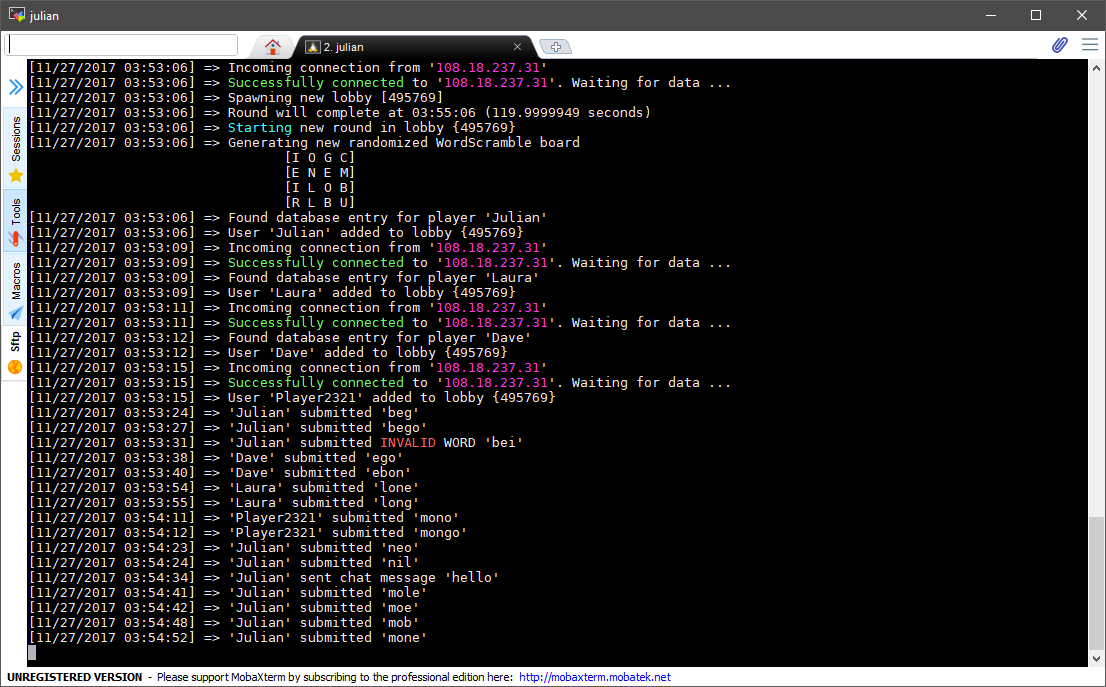 julian
2. julian
[11/27/2017 03:53:06] => Incoming connection from '108.18.237.31'
[11/27/2017 03:53:06] => Successfully connected to '108.18.237.31'. Waiting for data ...
[11/27/2017 03:53:06] => Spawning new lobby [495769]
[11/27/2017 03:53:06] => Round will complete at 03:55:06 (119.9999949 seconds)
[11/27/2017 03:53:06] => Starting new round in lobby {495769}
[11/27/2017 03:53:06] => Generating new randomized WordScramble board
[I O G C]
[E N E M]
[I L O B]
[R L B U]
[11/27/2017 03:53:06] => Found database entry for player 'Julian'
[11/27/2017 03:53:06] => User 'Julian' added to lobby {495769}
[11/27/2017 03:53:09] => Incoming connection from '108.18.237.31'
[11/27/2017 03:53:09] => Successfully connected to '108.18.237.31'. Waiting for data ...
[11/27/2017 03:53:09] => Found database entry for player 'Laura'
[11/27/2017 03:53:09] => User 'Laura' added to lobby {495769}
[11/27/2017 03:53:11] => Incoming connection from '108.18.237.31'
[11/27/2017 03:53:11] => Successfully connected to '108.18.237.31'. Waiting for data ...
[11/27/2017 03:53:12] => Found database entry for player 'Dave'
[11/27/2017 03:53:12] => User 'Dave' added to lobby {495769}
[11/27/2017 03:53:15] => Incoming connection from '108.18.237.31'
[11/27/2017 03:53:15] => Successfully connected to '108.18.237.31'. Waiting for data ...
[11/27/2017 03:53:15] => User 'Player2321' added to lobby {495769}
[11/27/2017 03:53:24] => 'Julian' submitted 'beg'
[11/27/2017 03:53:27] => 'Julian' submitted 'bego'
[11/27/2017 03:53:31] => 'Julian' submitted INVALID WORD 'bei'
[11/27/2017 03:53:38] => 'Dave' submitted 'ego'
[11/27/2017 03:53:40] => 'Dave' submitted 'ebon'
[11/27/2017 03:53:54] => 'Laura' submitted 'lone'
[11/27/2017 03:53:55] => 'Laura' submitted 'long'
[11/27/2017 03:54:11] => 'Player2321' submitted 'mono'
[11/27/2017 03:54:12] => 'Player2321' submitted 'mongo'
[11/27/2017 03:54:23] => 'Julian' submitted 'neo'
[11/27/2017 03:54:24] => 'Julian' submitted 'nil'
[11/27/2017 03:54:34] => 'Julian' sent chat message 'hello'
[11/27/2017 03:54:41] => 'Julian' submitted 'mole'
[11/27/2017 03:54:42] => 'Julian' submitted 'moe'
[11/27/2017 03:54:48] => 'Julian' submitted 'mob'
[11/27/2017 03:54:52] => 'Julian' submitted 'mone'
Sessions
Tools
Macros
Sftp
UNREGISTERED VERSION - Please support MobaXterm by subscribing to the professional edition here: http://mobaxterm.mobatek.net